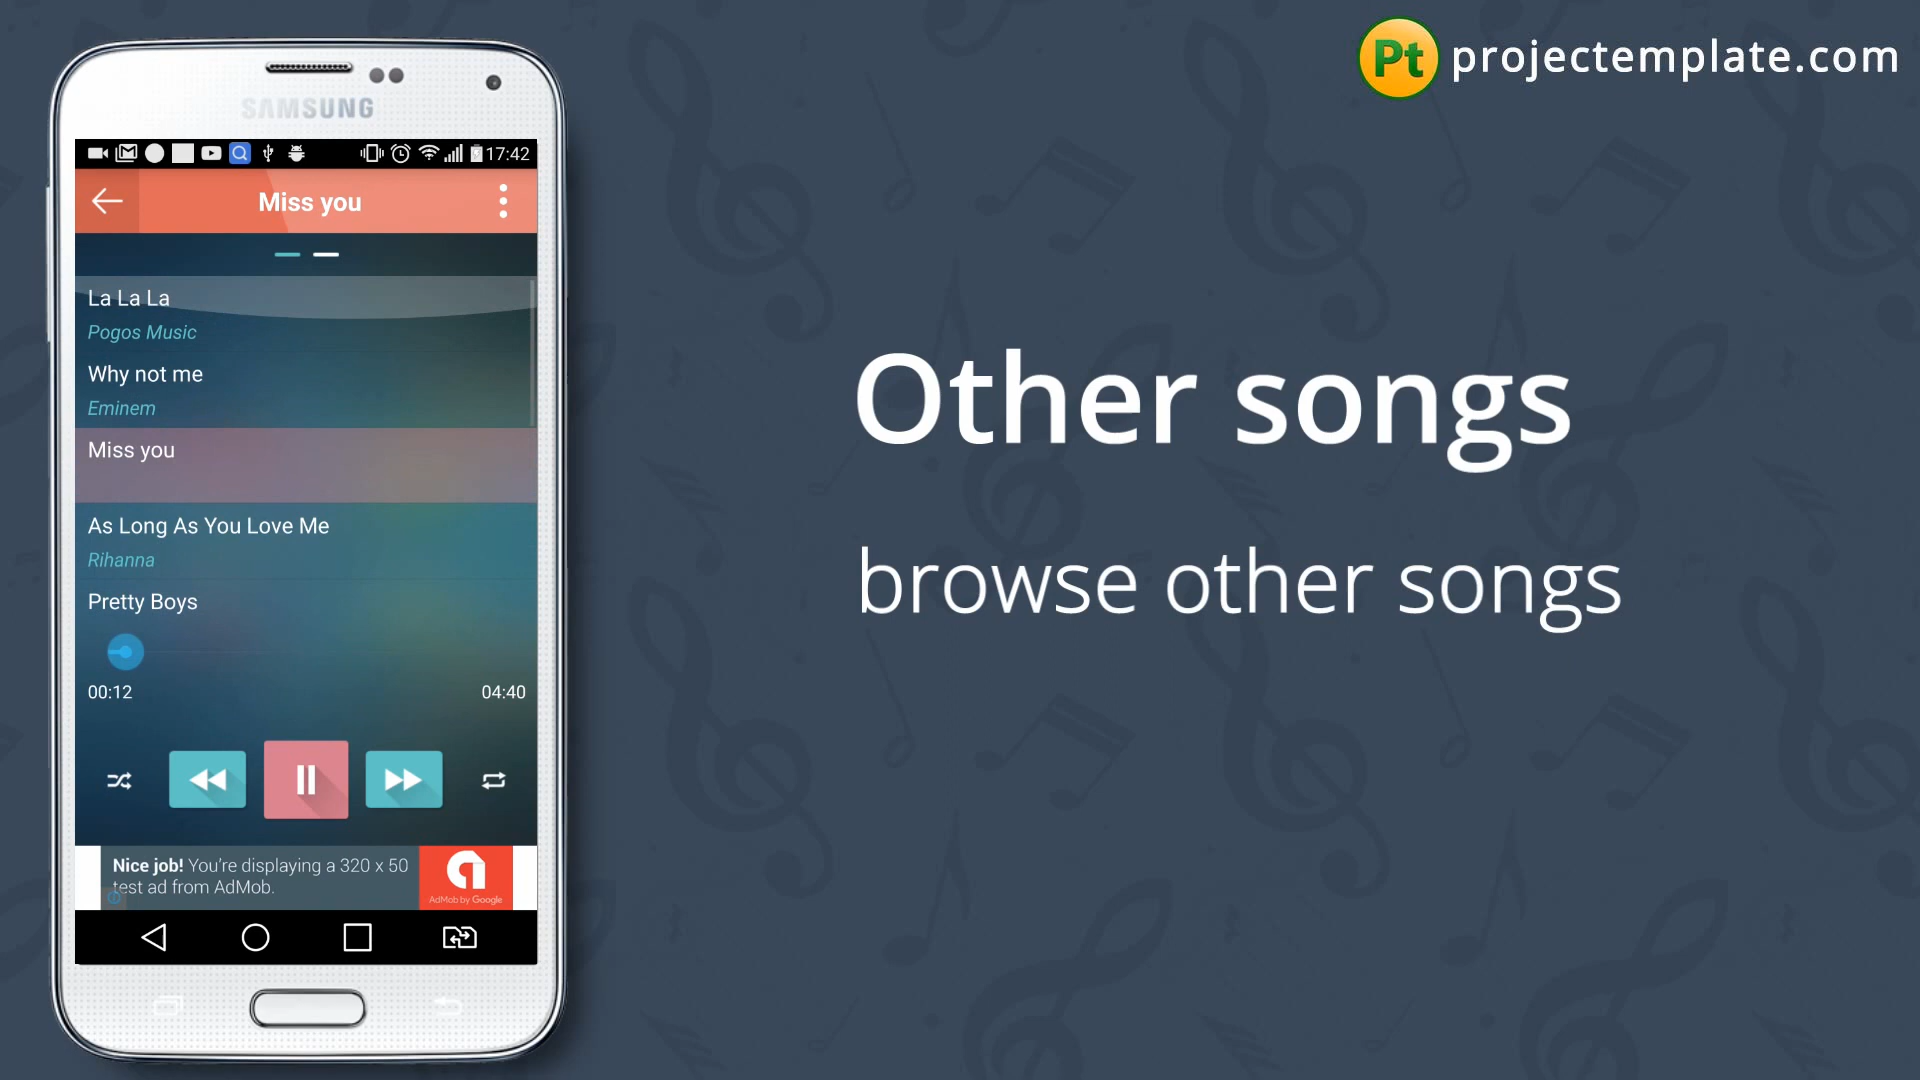 Pt projectemplate.com
SAMSUNG
17:42
Miss you
La La La
Pogos Music
Why not me
Eminem
Miss you
As Long As You Love Me
Rihanna
Pretty Boys
00:12 04:40
Nice job! You're displaying a 320 x 50
test ad from AdMob.
AdMob by Google
Other songs
browse other songs